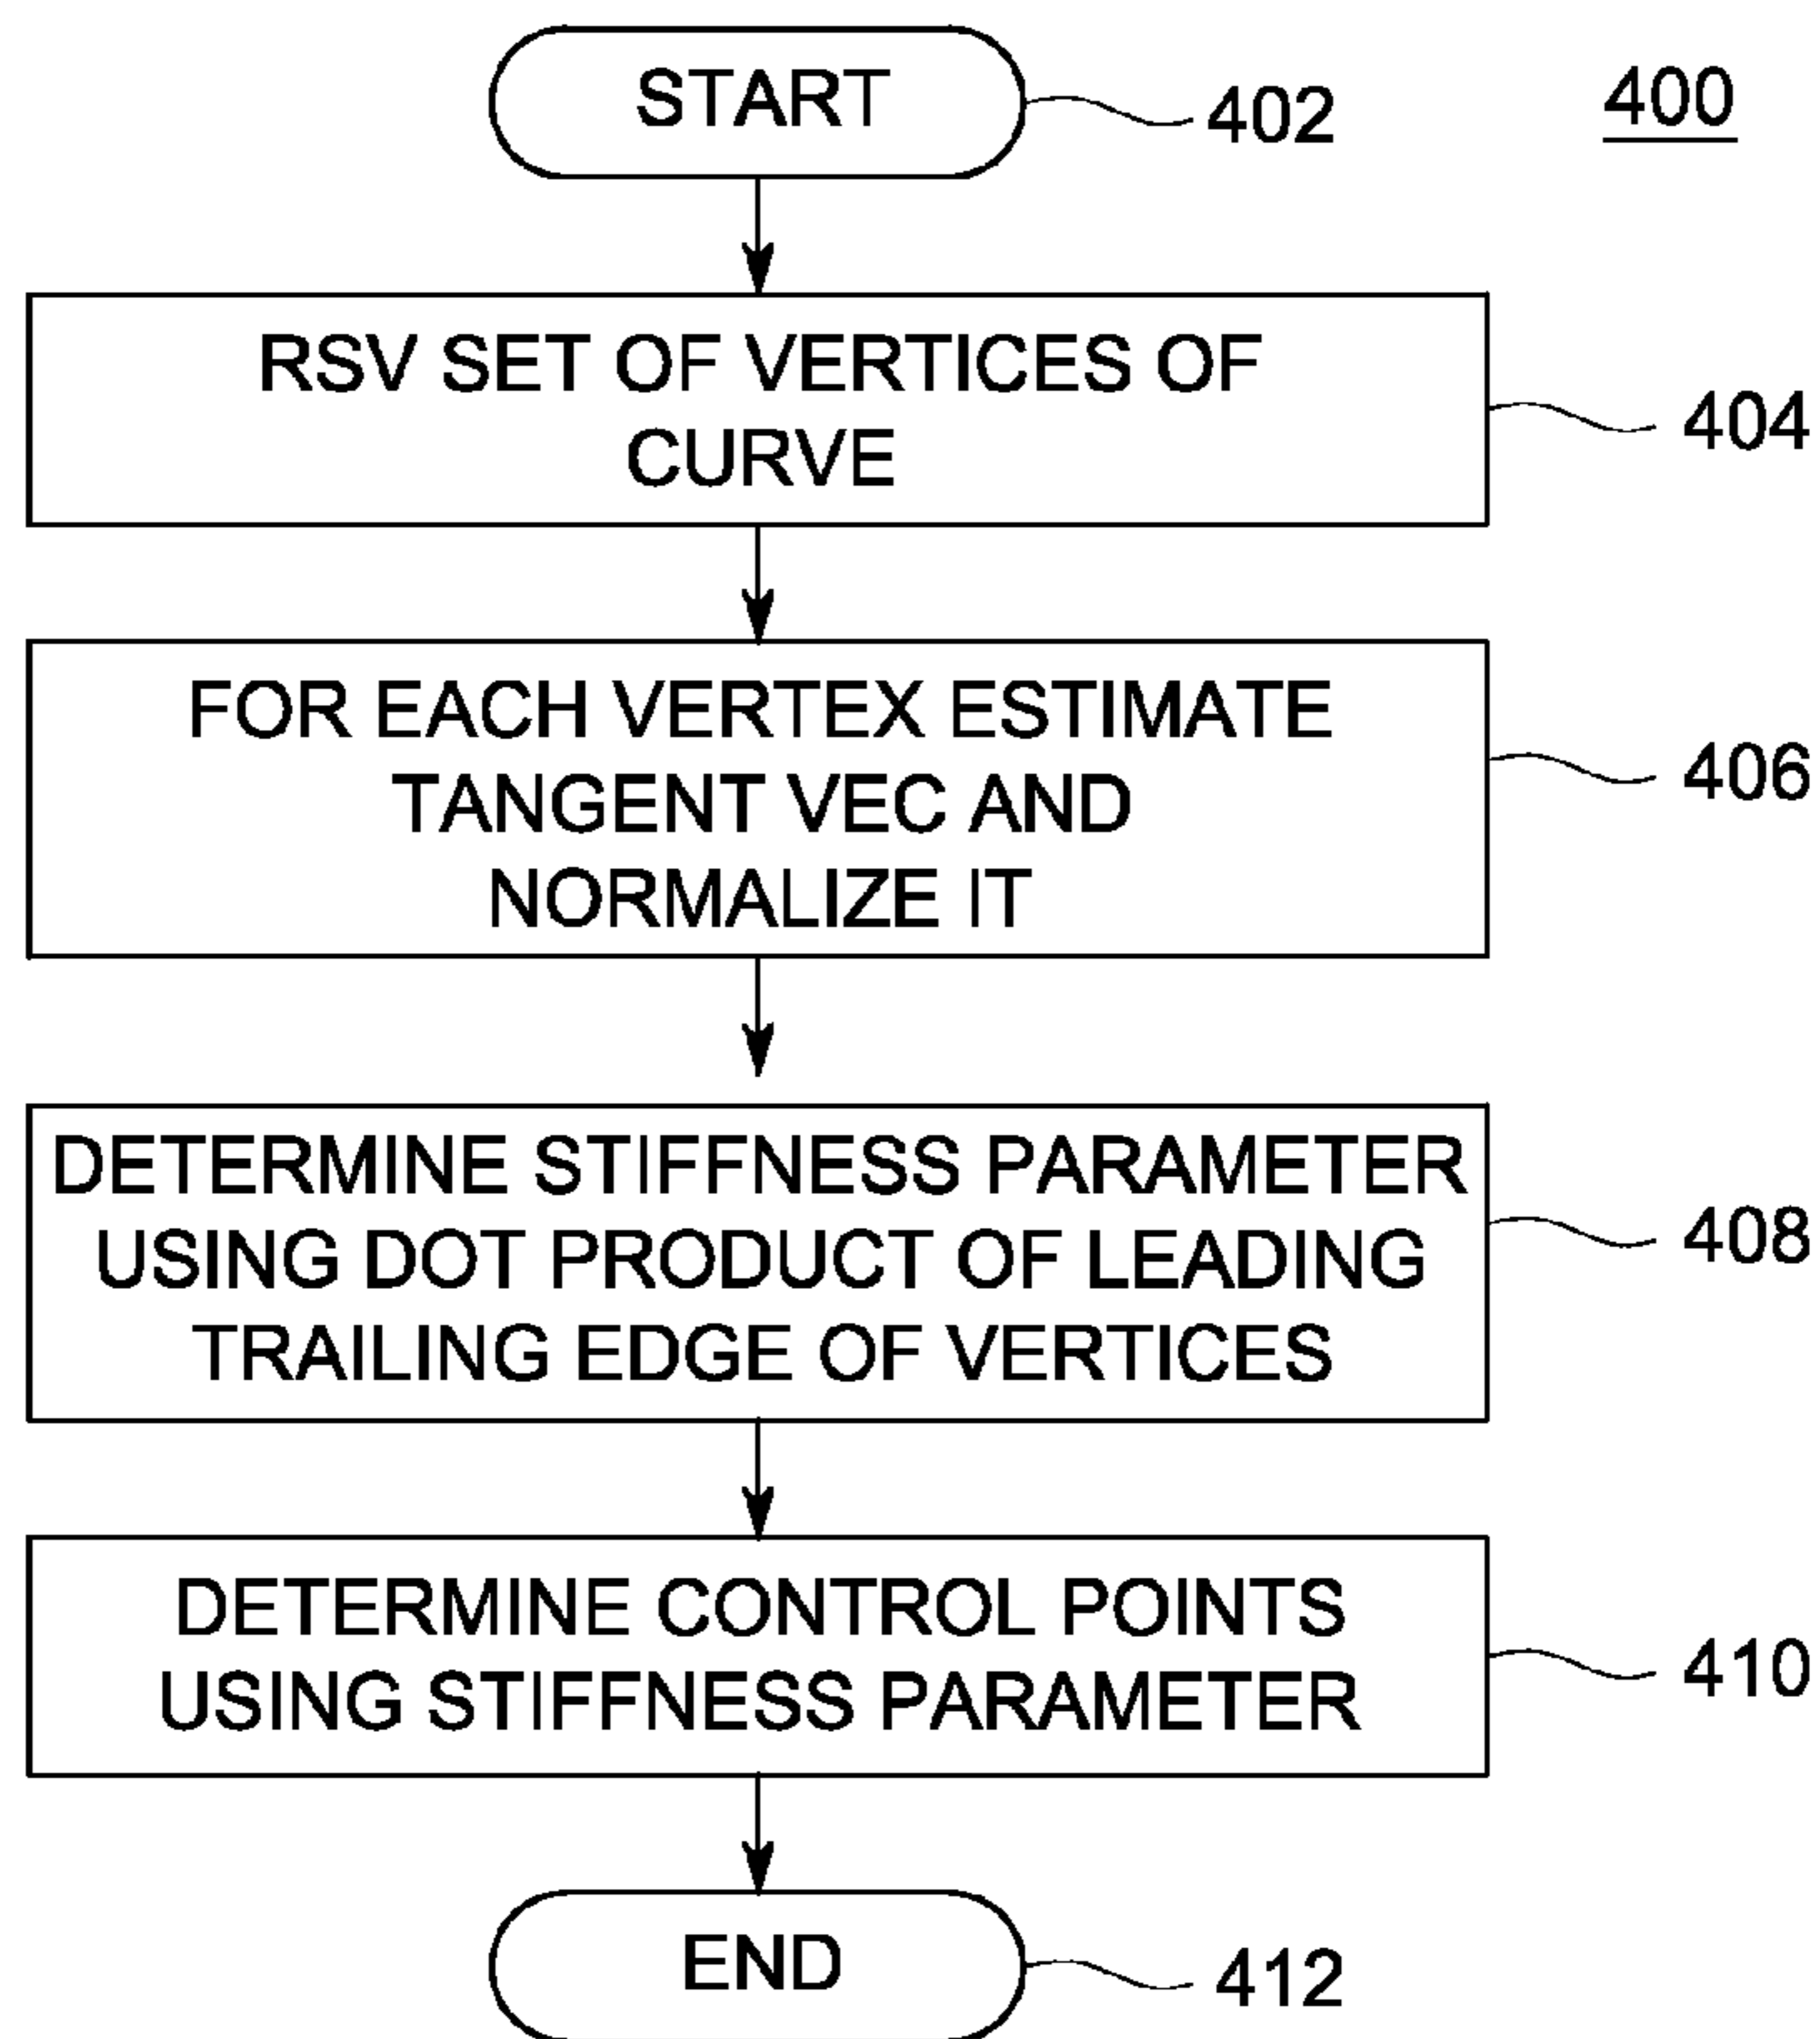 START
402
400
RSV SET OF VERTICES OF
CURVE
404
FOR EACH VERTEX ESTIMATE
TANGENT VEC AND
NORMALIZE IT
406
DETERMINE STIFFNESS PARAMETER
USING DOT PRODUCT OF LEADING
TRAILING EDGE OF VERTICES
408
DETERMINE CONTROL POINTS
USING STIFFNESS PARAMETER
410
END
412